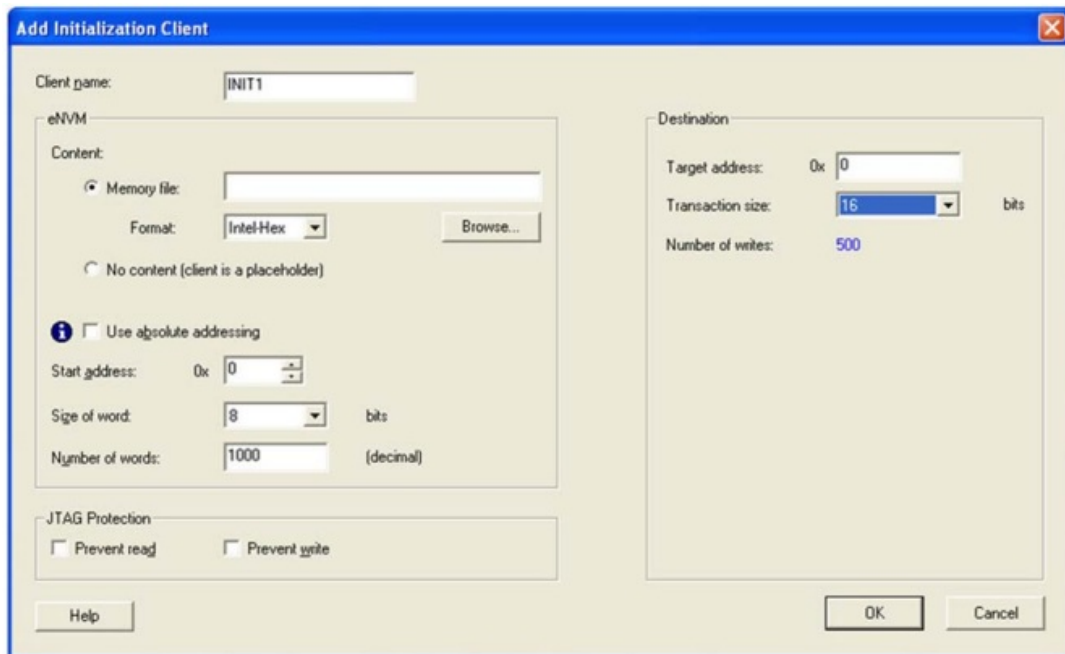 Add Initialization Client
Client name: INIT1
eNVM
Content:
Memory file:
Format: Intel-Hex Browse...
No content (client is a placeholder)
Use absolute addressing
Start address: 0x 0
Size of word: 8 bits
Number of words: 1000 (decimal)
JTAG Protection
Prevent read Prevent write
Help
Destination
Target address: 0x 0
Transaction size: 16 bits
Number of writes: 500
OK Cancel